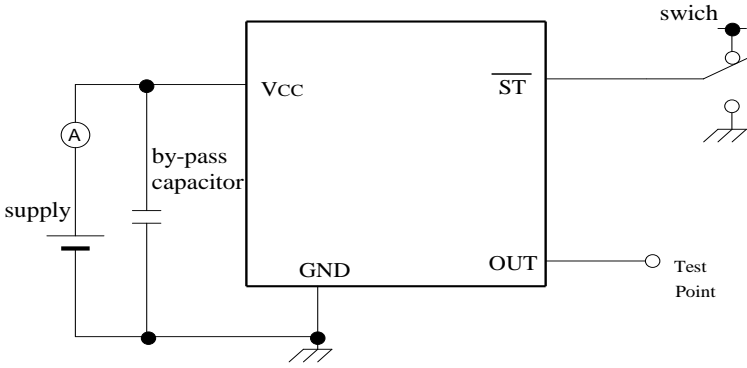 swich
VCC
ST
A
by-pass
capacitor
supply
GND
OUT
Test
Point